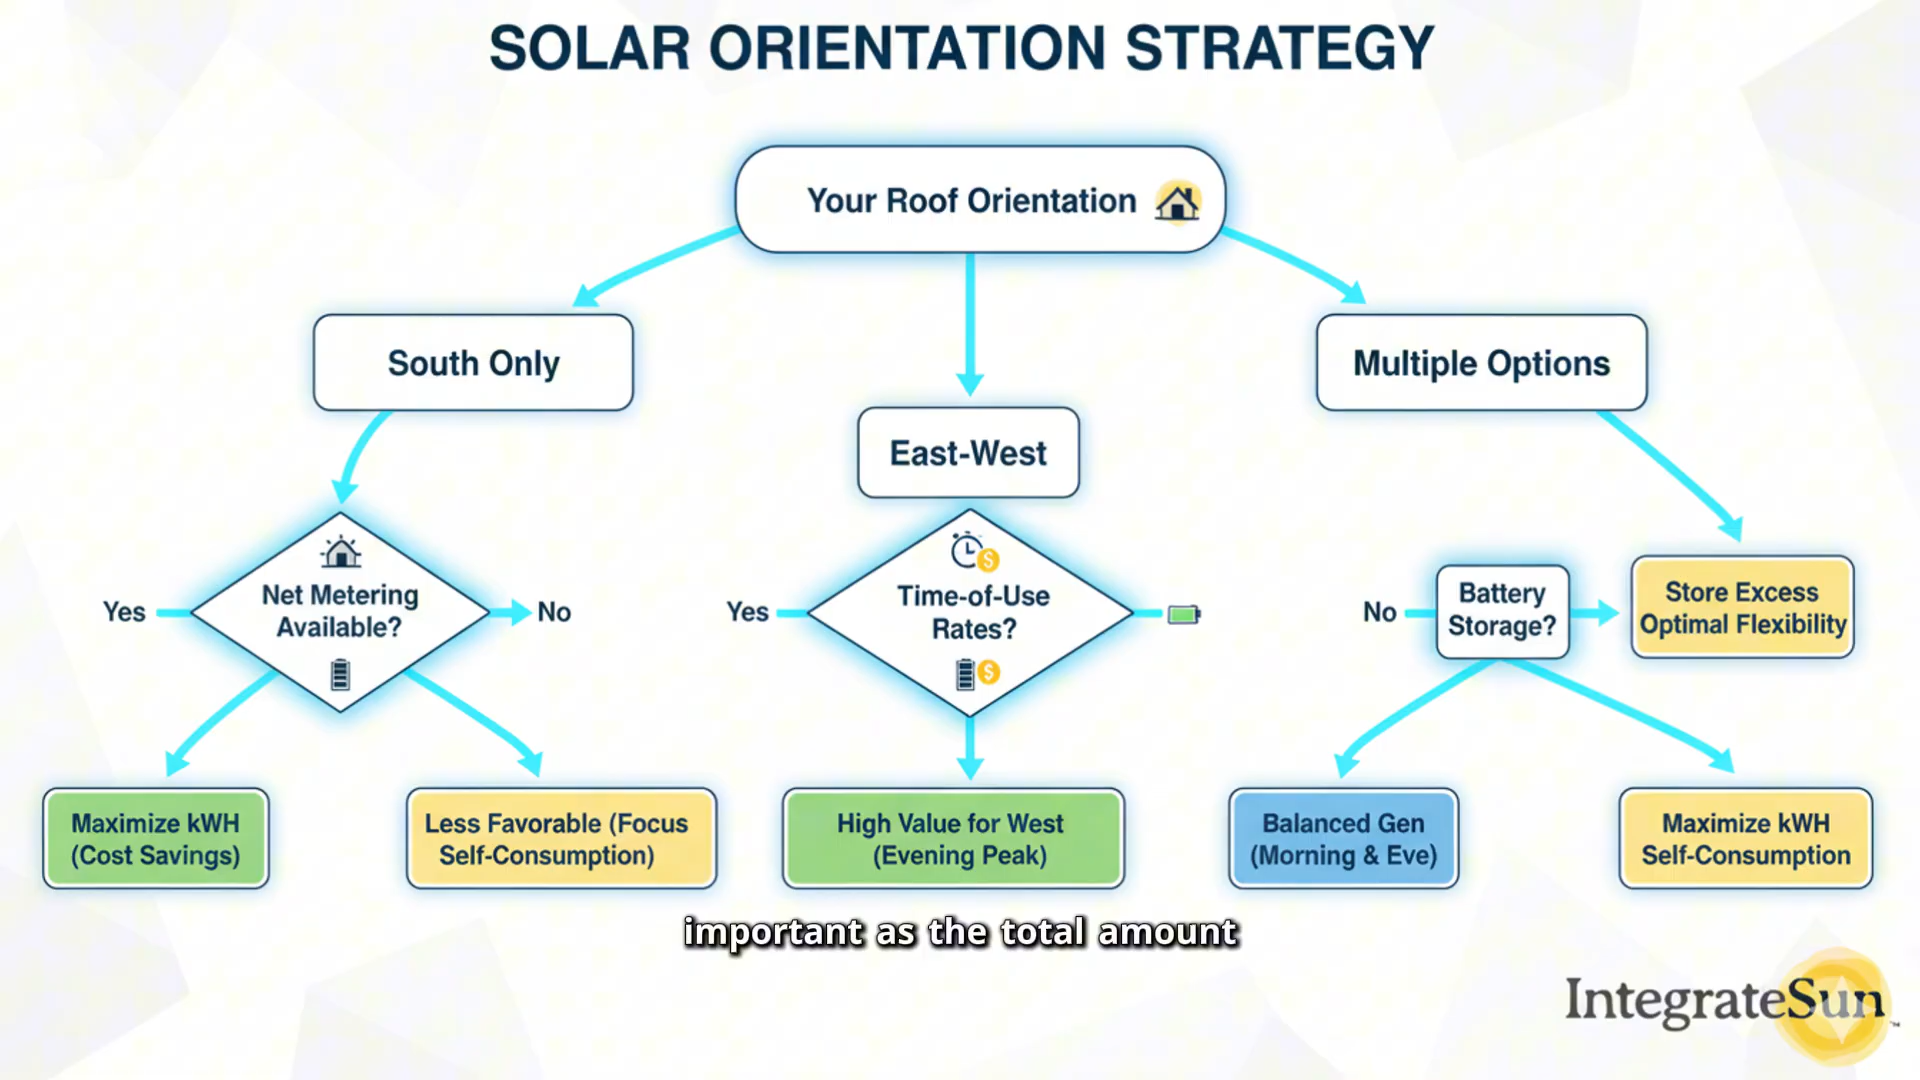 SOLAR ORIENTATION STRATEGY
Your Roof Orientation
South Only
East-West
Multiple Options
Yes
Net Metering
Available?
No
Yes
Time-of-Use
Rates?
No
Battery
Storage?
Store Excess
Optimal Flexibility
Maximize kWH
(Cost Savings)
Less Favorable (Focus
Self-Consumption)
High Value for West
(Evening Peak)
Balanced Gen
(Morning & Eve)
Maximize kWH
Self-Consumption
important as the total amount
IntegrateSun